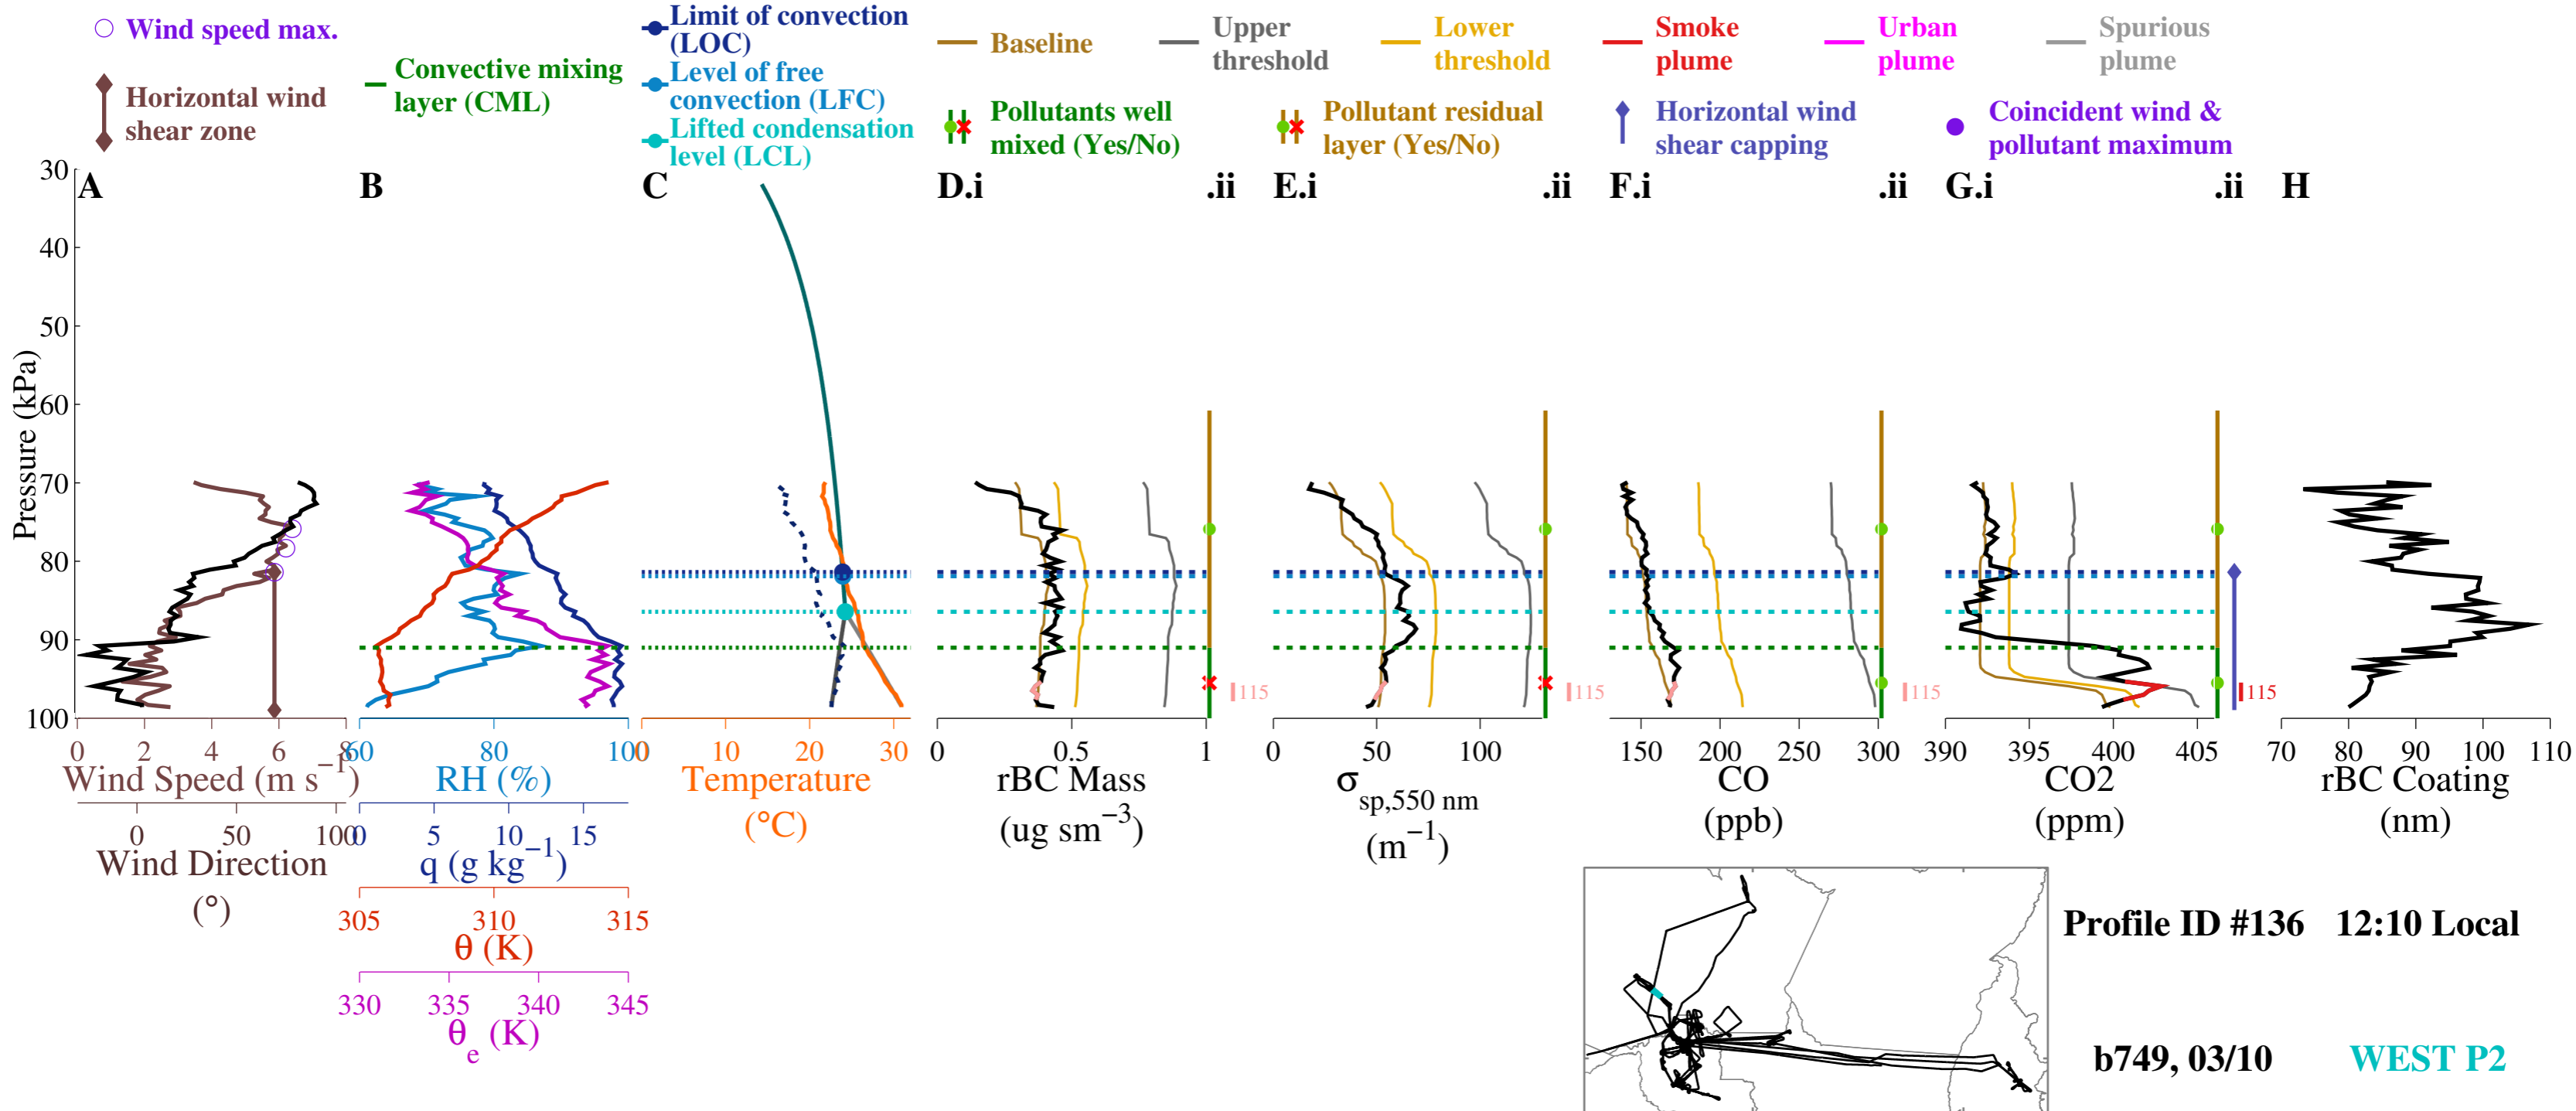 Wind speed max.
Horizontal wind
shear zone
Convective mixing
layer (CML)
Limit of convection
(LOC)
Level of free
convection (LFC)
Lifted condensation
level (LCL)
Baseline
Upper
threshold
Lower
threshold
Smoke
plume
Urban
plume
Spurious
plume
Pollutants well
mixed (Yes/No)
Pollutant residual
layer (Yes/No)
Horizontal wind
shear capping
Coincident wind &
pollutant maximum
A
B
C
D.i
.ii
E.i
.ii
F.i
.ii
G.i
.ii
H
Pressure (kPa)
30
40
50
60
70
80
90
100
115
115
115
115
0 2 4 6 8
Wind Speed (m s⁻¹)
0 50 100
Wind Direction
(°)
60 80 100
RH (%)
0 5 10 15
q (g kg⁻¹)
305 310 315
θ (K)
330 335 340 345
θₑ (K)
0 10 20 30
Temperature
(°C)
0 0.5 1
rBC Mass
(ug sm⁻³)
0 50 100
σsp,550 nm
(m⁻¹)
150 200 250 300
CO
(ppb)
390 395 400 405
CO2
(ppm)
70 80 90 100 110
rBC Coating
(nm)
Profile ID #136 12:10 Local
b749, 03/10 WEST P2